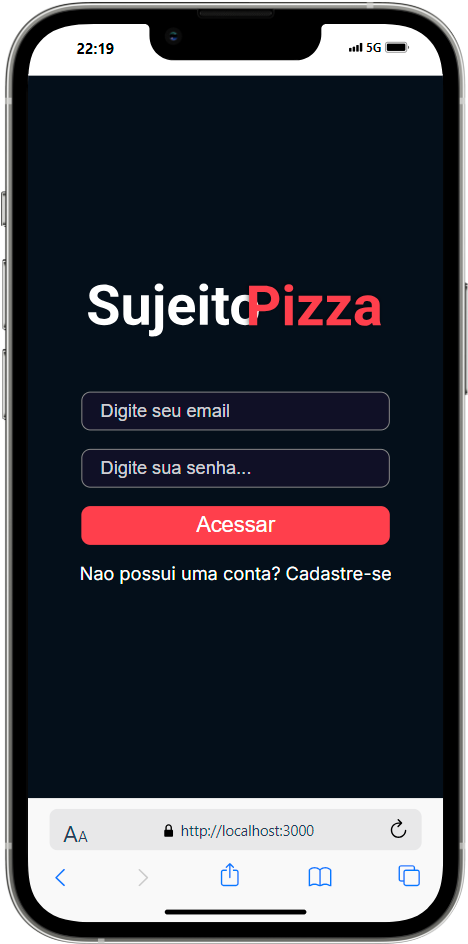 22:19 5G
SujeitoPizza
Digite seu email
Digite sua senha...
Acessar
Nao possui uma conta? Cadastre-se
AA http://localhost:3000